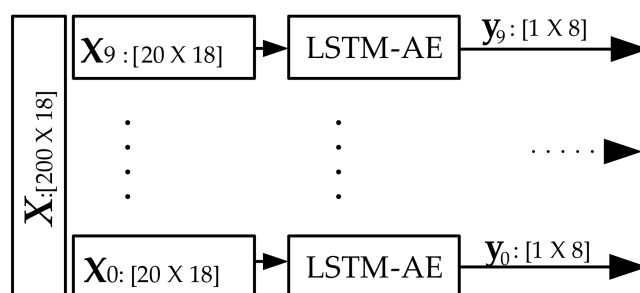 X:[200 X 18]
X9 : [20 X 18]
LSTM-AE
y9 : [1 X 8]
X0: [20 X 18]
LSTM-AE
y0 : [1 X 8]